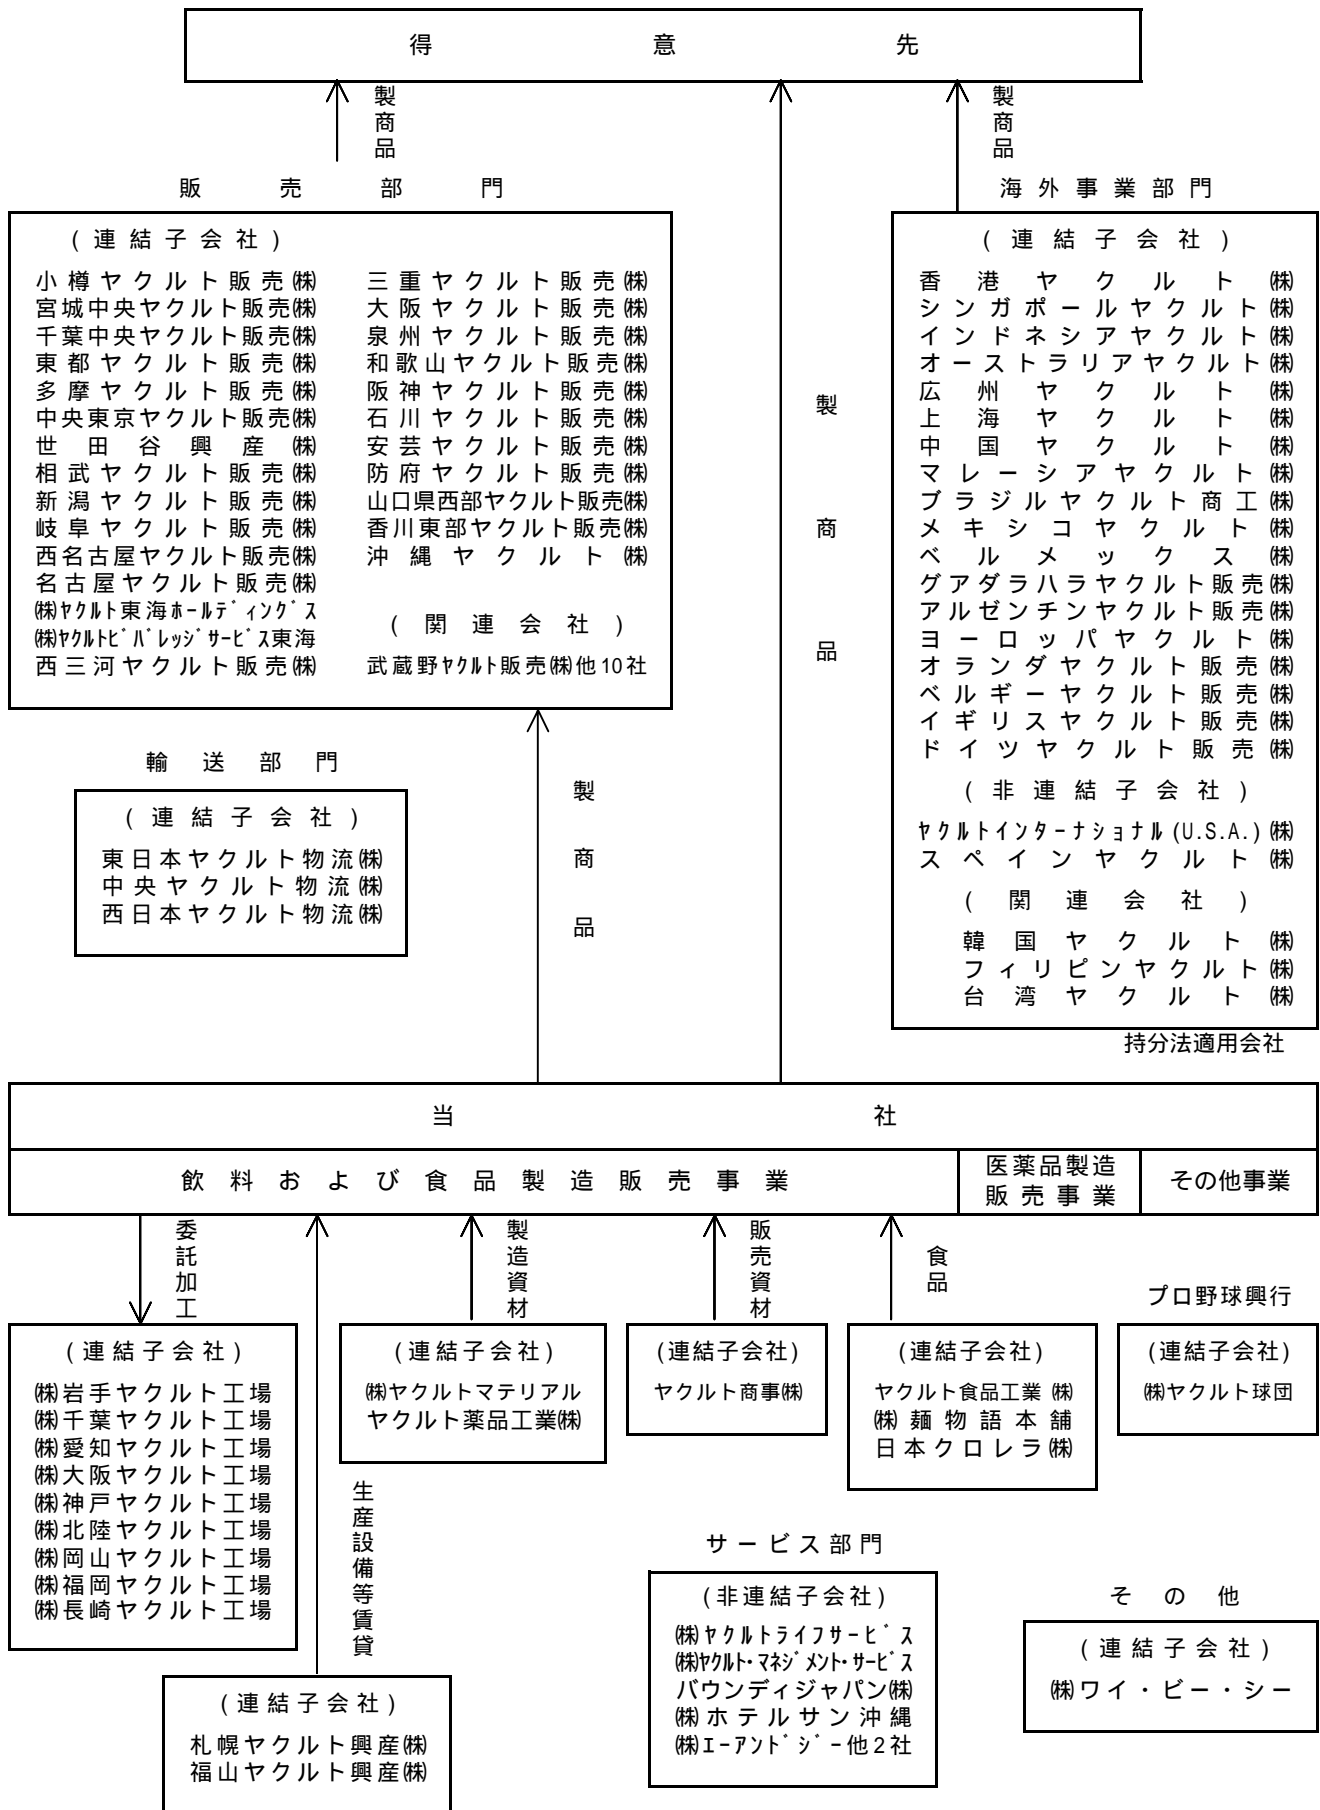 得意先
製商品
製商品
販売部門
(連結子会社)
小樽ヤクルト販売㈱
宮城中央ヤクルト販売㈱
千葉中央ヤクルト販売㈱
東都ヤクルト販売㈱
多摩ヤクルト販売㈱
中央東京ヤクルト販売㈱
世田谷興産㈱
相武ヤクルト販売㈱
新潟ヤクルト販売㈱
岐阜ヤクルト販売㈱
西名古屋ヤクルト販売㈱
名古屋ヤクルト販売㈱
㈱ヤクルト東海ホールディングス
㈱ヤクルトビバレッジサービス東海
西三河ヤクルト販売㈱
三重ヤクルト販売㈱
大阪ヤクルト販売㈱
泉州ヤクルト販売㈱
和歌山ヤクルト販売㈱
阪神ヤクルト販売㈱
石川ヤクルト販売㈱
安芸ヤクルト販売㈱
防府ヤクルト販売㈱
山口県西部ヤクルト販売㈱
香川東部ヤクルト販売㈱
沖縄ヤクルト㈱
(関連会社)
武蔵野ヤクルト販売㈱他10社
製商品
海外事業部門
(連結子会社)
香港ヤクルト㈱
シンガポールヤクルト㈱
インドネシアヤクルト㈱
オーストラリアヤクルト㈱
広州ヤクルト㈱
上海ヤクルト㈱
中国ヤクルト㈱
マレーシアヤクルト㈱
ブラジルヤクルト商工㈱
メキシコヤクルト㈱
ベルメックス㈱
グアダラハラヤクルト販売㈱
アルゼンチンヤクルト販売㈱
ヨーロッパヤクルト㈱
オランダヤクルト販売㈱
ベルギーヤクルト販売㈱
イギリスヤクルト販売㈱
ドイツヤクルト販売㈱
(非連結子会社)
ヤクルトインターナショナル(U.S.A.)㈱
スペインヤクルト㈱
(関連会社)
韓国ヤクルト㈱
フィリピンヤクルト㈱
台湾ヤクルト㈱
持分法適用会社
輸送部門
(連結子会社)
東日本ヤクルト物流㈱
中央ヤクルト物流㈱
西日本ヤクルト物流㈱
製商品
当社
飲料および食品製造販売事業
医薬品製造
販売事業
その他事業
委託加工
製造資材
販売資材
食品
プロ野球興行
(連結子会社)
㈱岩手ヤクルト工場
㈱千葉ヤクルト工場
㈱愛知ヤクルト工場
㈱大阪ヤクルト工場
㈱神戸ヤクルト工場
㈱北陸ヤクルト工場
㈱岡山ヤクルト工場
㈱福岡ヤクルト工場
㈱長崎ヤクルト工場
(連結子会社)
㈱ヤクルトマテリアル
ヤクルト薬品工業㈱
(連結子会社)
ヤクルト商事㈱
(連結子会社)
ヤクルト食品工業㈱
㈱麺物語本舗
日本クロレラ㈱
(連結子会社)
㈱ヤクルト球団
生産設備等賃貸
(連結子会社)
札幌ヤクルト興産㈱
福山ヤクルト興産㈱
サービス部門
(非連結子会社)
㈱ヤクルトライフサービス
㈱ヤクルト・マネジメント・サービス
バウンディジャパン㈱
㈱ホテルサン沖縄
㈱エーアンドジー他2社
その他
(連結子会社)
㈱ワイ・ビー・シー